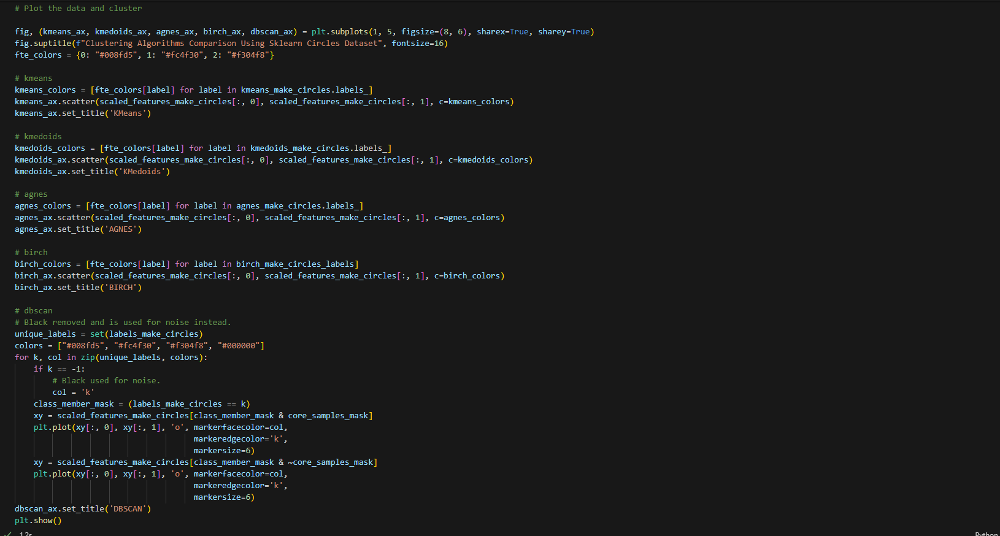 # Plot the data and cluster
fig, (kmeans_ax, kmedoids_ax, agnes_ax, birch_ax, dbscan_ax) = plt.subplots(1, 5, figsize=(8, 6), sharex=True, sharey=True)
fig.suptitle(f"Clustering Algorithms Comparison Using Sklearn Circles Dataset", fontsize=16)
fte_colors = {0: "#008fd5", 1: "#fc4f30", 2: "#f304f8"}
# kmeans
kmeans_colors = [fte_colors[label] for label in kmeans_make_circles.labels_]
kmeans_ax.scatter(scaled_features_make_circles[:, 0], scaled_features_make_circles[:, 1], c=kmeans_colors)
kmeans_ax.set_title('KMeans')
# kmedoids
kmedoids_colors = [fte_colors[label] for label in kmedoids_make_circles.labels_]
kmedoids_ax.scatter(scaled_features_make_circles[:, 0], scaled_features_make_circles[:, 1], c=kmedoids_colors)
kmedoids_ax.set_title('KMedoids')
# agnes
agnes_colors = [fte_colors[label] for label in agnes_make_circles.labels_]
agnes_ax.scatter(scaled_features_make_circles[:, 0], scaled_features_make_circles[:, 1], c=agnes_colors)
agnes_ax.set_title('AGNES')
# birch
birch_colors = [fte_colors[label] for label in birch_make_circles_labels]
birch_ax.scatter(scaled_features_make_circles[:, 0], scaled_features_make_circles[:, 1], c=birch_colors)
birch_ax.set_title('BIRCH')
# dbscan
# Black removed and is used for noise instead.
unique_labels = set(labels_make_circles)
colors = ["#008fd5", "#fc4f30", "#f304f8", "#000000"]
for k, col in zip(unique_labels, colors):
    if k == -1:
        # Black used for noise.
        col = 'k'
    class_member_mask = (labels_make_circles == k)
    xy = scaled_features_make_circles[class_member_mask & core_samples_mask]
    plt.plot(xy[:, 0], xy[:, 1], 'o', markerfacecolor=col,
                                      markeredgecolor='k',
                                      markersize=6)
    xy = scaled_features_make_circles[class_member_mask & ~core_samples_mask]
    plt.plot(xy[:, 0], xy[:, 1], 'o', markerfacecolor=col,
                                      markeredgecolor='k',
                                      markersize=6)
dbscan_ax.set_title('DBSCAN')
plt.show()
Python